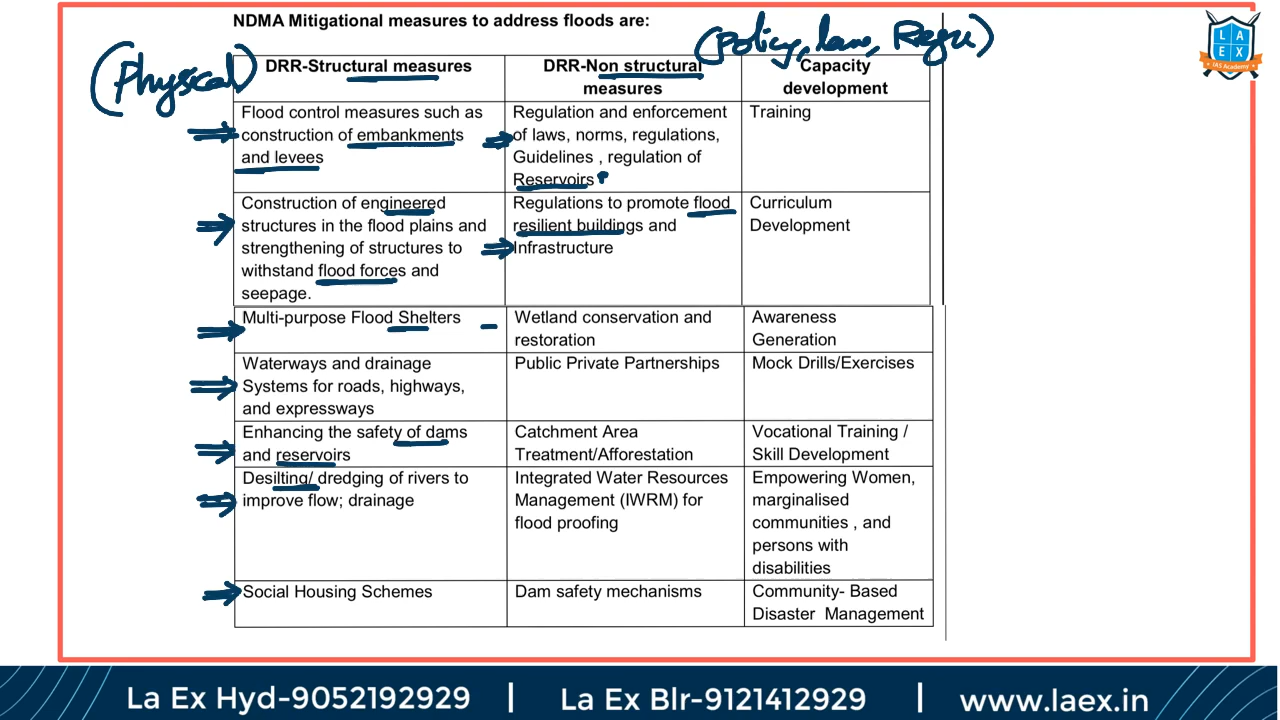 NDMA Mitigational measures to address floods are:
(Policy, law, Regu)
(Physical)
DRR-Structural measures
DRR-Non structural
measures
Capacity
development
Flood control measures such as
construction of embankments
and levees
Regulation and enforcement
of laws, norms, regulations,
Guidelines , regulation of
Reservoirs
Training
Construction of engineered
structures in the flood plains and
strengthening of structures to
withstand flood forces and
seepage.
Regulations to promote flood
resilient buildings and
Infrastructure
Curriculum
Development
Multi-purpose Flood Shelters
Wetland conservation and
restoration
Awareness
Generation
Waterways and drainage
Systems for roads, highways,
and expressways
Public Private Partnerships
Mock Drills/Exercises
Enhancing the safety of dams
and reservoirs
Catchment Area
Treatment/Afforestation
Vocational Training /
Skill Development
Desilting/ dredging of rivers to
improve flow; drainage
Integrated Water Resources
Management (IWRM) for
flood proofing
Empowering Women,
marginalised
communities , and
persons with
disabilities
Social Housing Schemes
Dam safety mechanisms
Community- Based
Disaster Management
L A
E X
IAS Academy
La Ex Hyd-9052192929 | La Ex Blr-9121412929 | www.laex.in